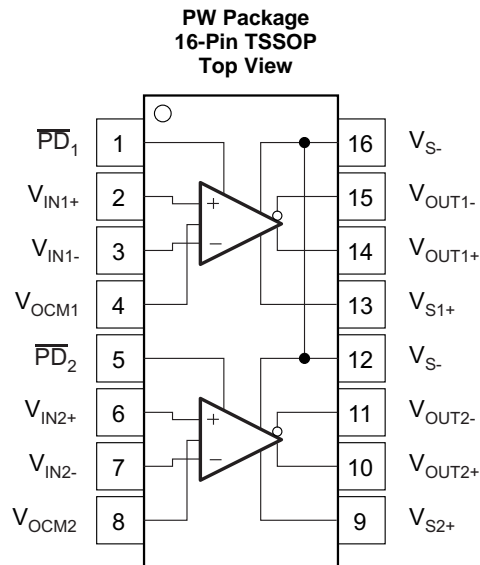 PW Package
16-Pin TSSOP
Top View
PD1 1 16 VS-
VIN1+ 2 15 VOUT1-
VIN1- 3 14 VOUT1+
VOCM1 4 13 VS1+
PD2 5 12 VS-
VIN2+ 6 11 VOUT2-
VIN2- 7 10 VOUT2+
VOCM2 8 9 VS2+
+
−
+
−